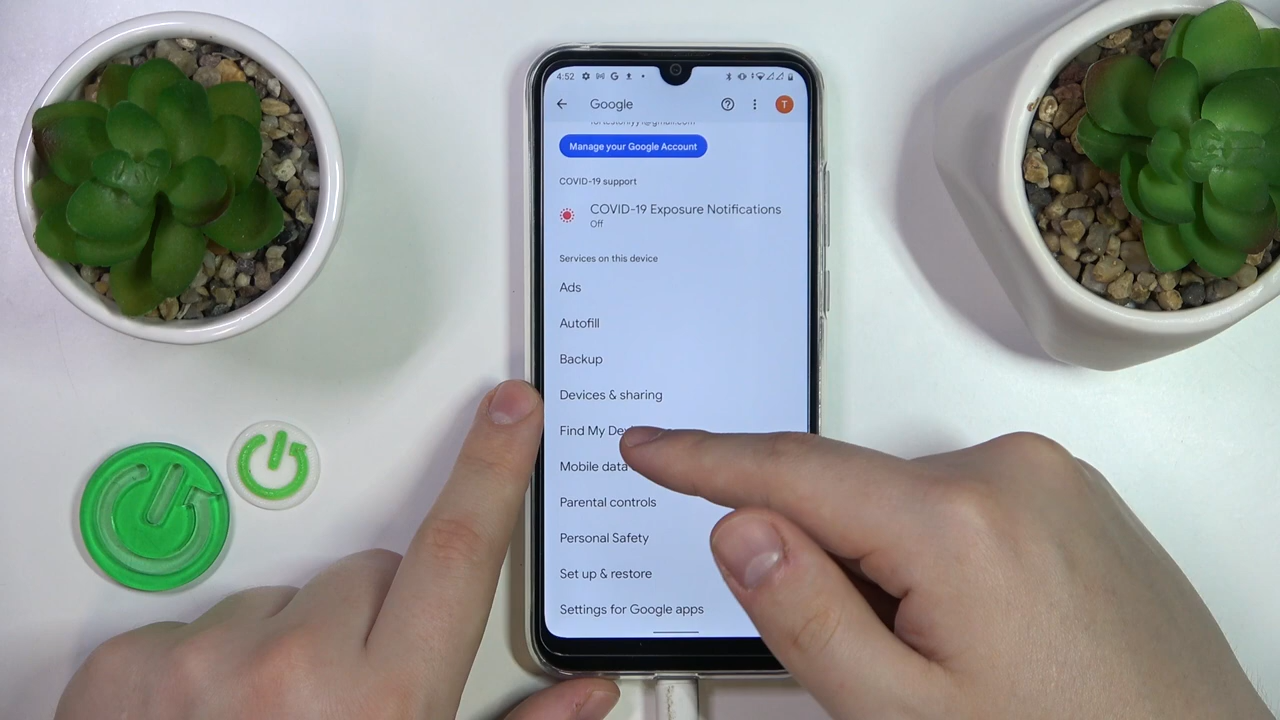 4:52
Google
T
Manage your Google Account
COVID-19 support
COVID-19 Exposure Notifications
Off
Services on this device
Ads
Autofill
Backup
Devices & sharing
Find My
Mobile data
Parental controls
Personal Safety
Set up & restore
Settings for Google apps